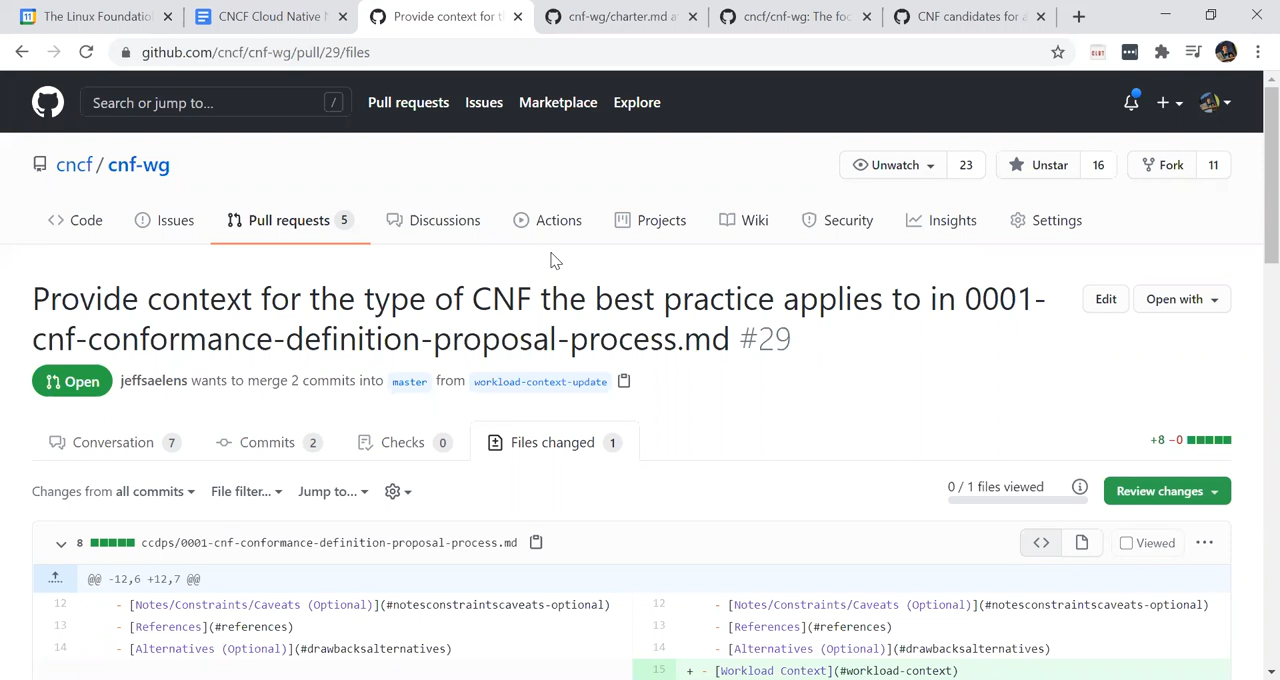 The Linux Foundatio
CNCF Cloud Native N
Provide context for t
cnf-wg/charter.md a
cncf/cnf-wg: The fo
CNF candidates for a
github.com/cncf/cnf-wg/pull/29/files
Search or jump to... /
Pull requests Issues Marketplace Explore
cncf / cnf-wg
Unwatch 23 Unstar 16 Fork 11
Code Issues Pull requests 5 Discussions Actions Projects Wiki Security Insights Settings
Provide context for the type of CNF the best practice applies to in 0001-
cnf-conformance-definition-proposal-process.md #29
Edit Open with
Open jeffsaelens wants to merge 2 commits into master from workload-context-update
Conversation 7 Commits 2 Checks 0 Files changed 1
+8 −0
Changes from all commits File filter... Jump to...
0 / 1 files viewed
Review changes
8 ccdps/0001-cnf-conformance-definition-proposal-process.md
Viewed
@@ -12,6 +12,7 @@
12 - [Notes/Constraints/Caveats (Optional)](#notesconstraintscaveats-optional)
13 - [References](#references)
14 - [Alternatives (Optional)](#drawbacksalternatives)
12 - [Notes/Constraints/Caveats (Optional)](#notesconstraintscaveats-optional)
13 - [References](#references)
14 - [Alternatives (Optional)](#drawbacksalternatives)
15 + - [Workload Context](#workload-context)